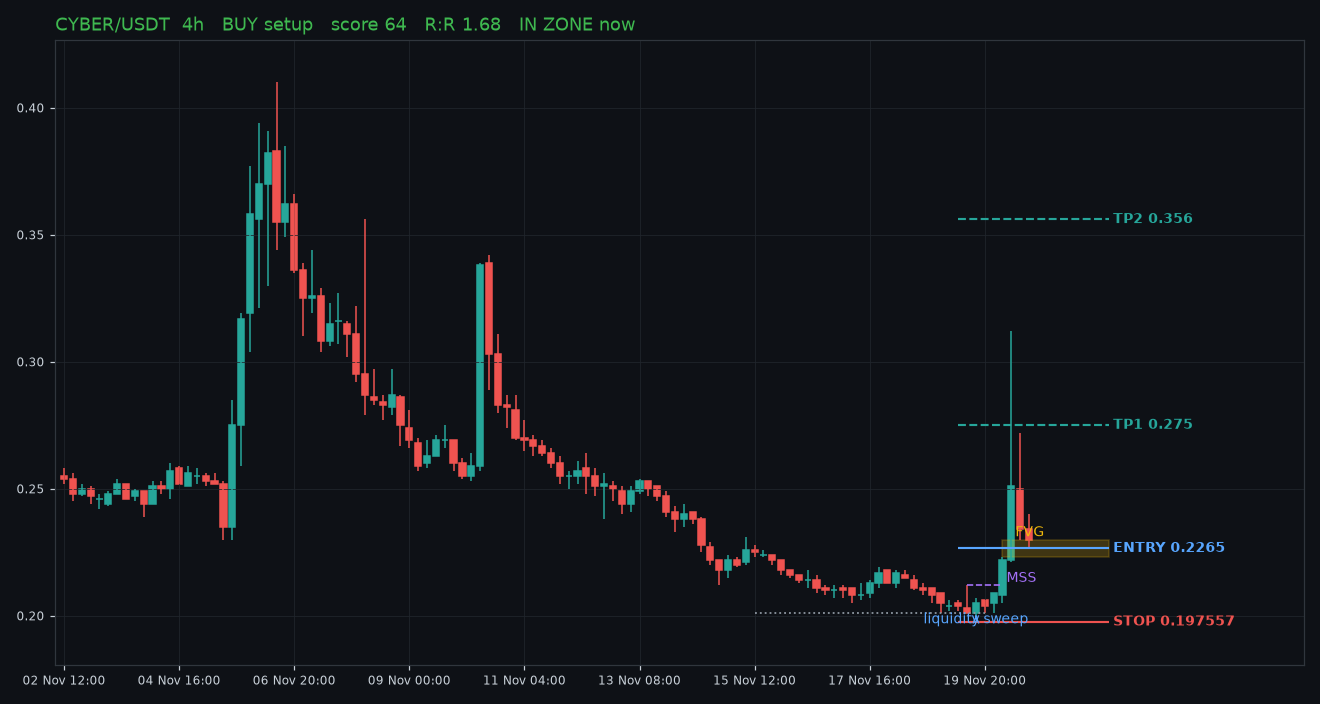 CYBER/USDT 4h BUY setup score 64 R:R 1.68 IN ZONE now
0.40
0.35
0.30
0.25
0.20
TP2 0.356
TP1 0.275
FVG
ENTRY 0.2265
MSS
liquidity sweep
STOP 0.197557
02 Nov 12:00
04 Nov 16:00
06 Nov 20:00
09 Nov 00:00
11 Nov 04:00
13 Nov 08:00
15 Nov 12:00
17 Nov 16:00
19 Nov 20:00